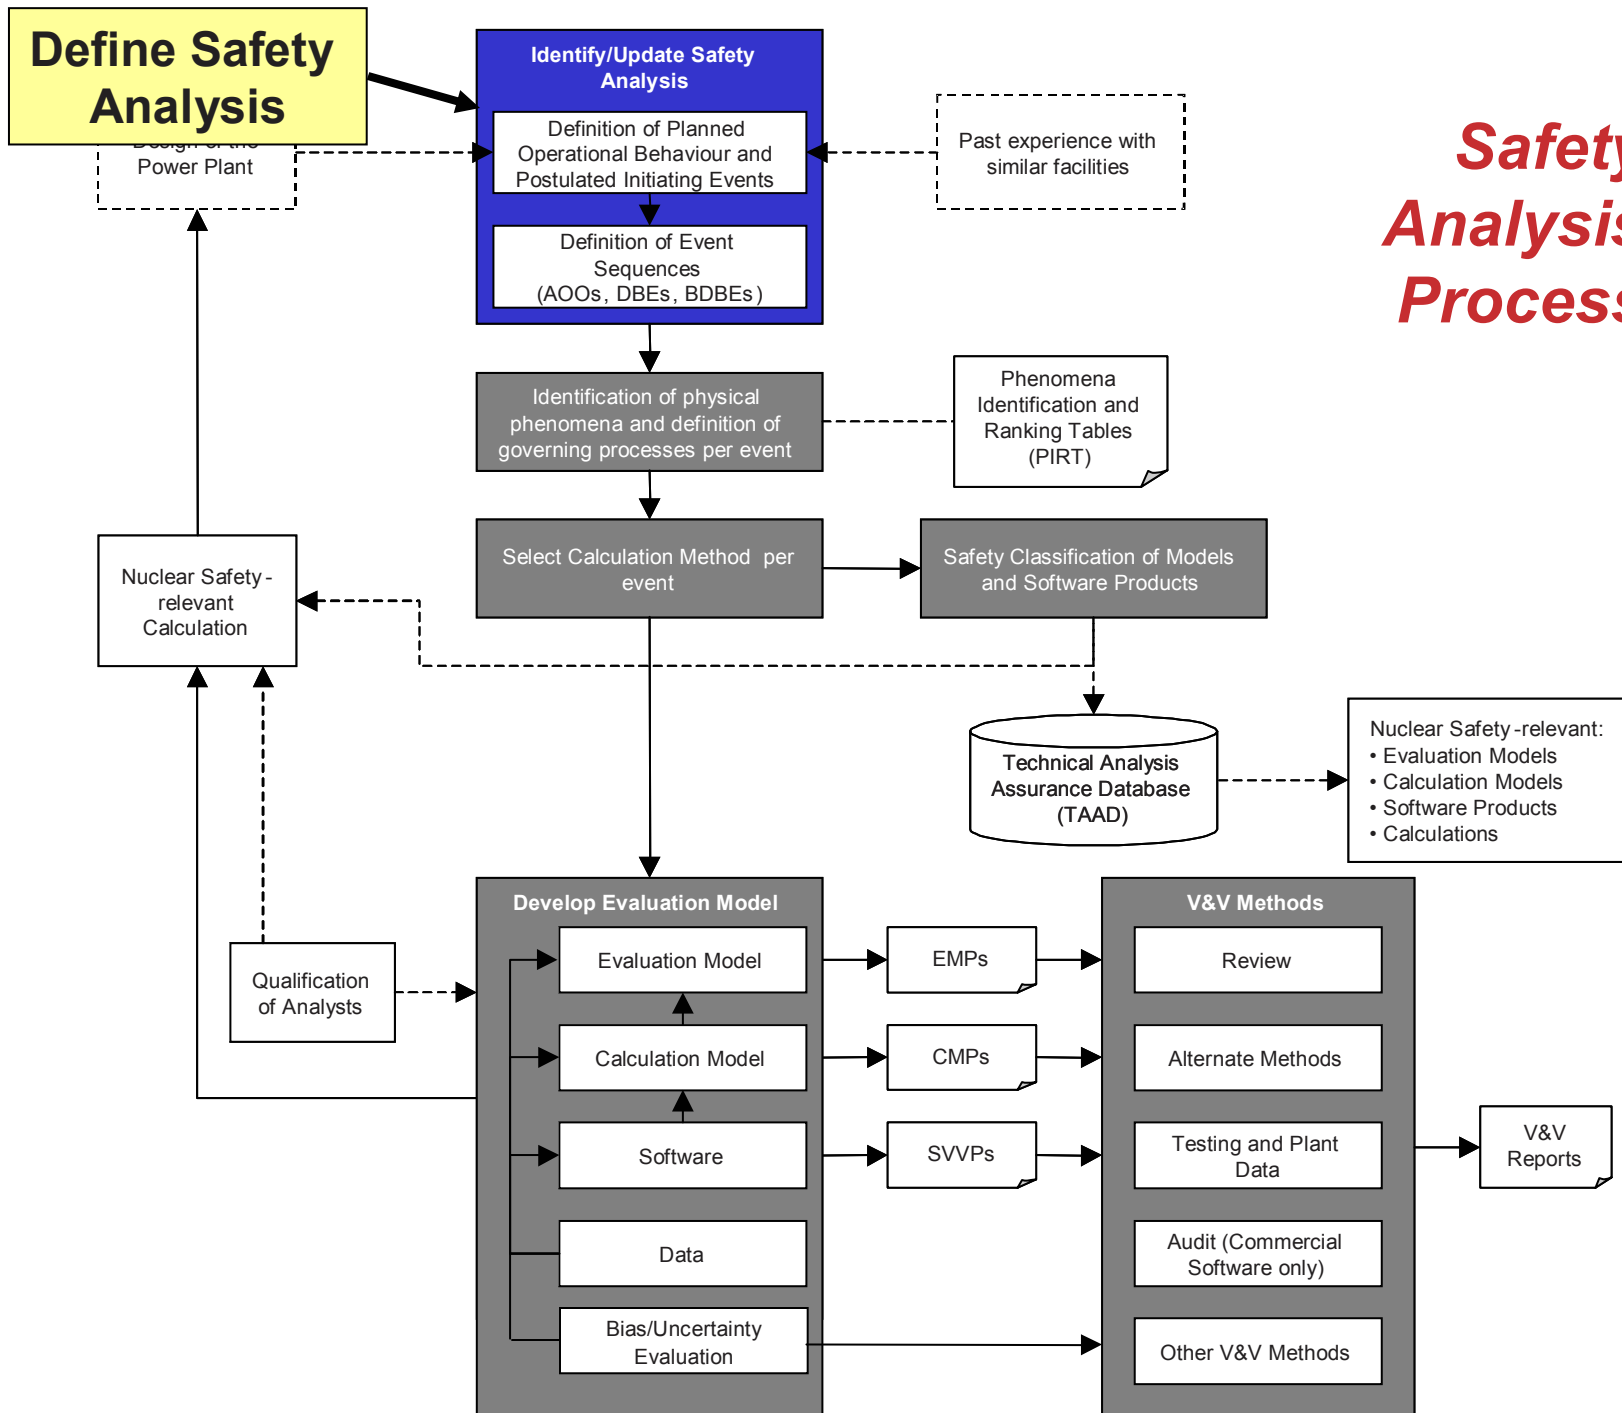 Define Safety
Analysis
Identify/Update Safety
Analysis
Definition of Planned
Operational Behaviour and
Postulated Initiating Events
Power Plant
Past experience with
similar facilities
Safety
Analysis
Process
Definition of Event
Sequences
(AOOs, DBEs, BDBEs)
Identification of physical
phenomena and definition of
governing processes per event
Phenomena
Identification and
Ranking Tables
(PIRT)
Select Calculation Method per
event
Safety Classification of Models
and Software Products
Nuclear Safety-
relevant
Calculation
Technical Analysis
Assurance Database
(TAAD)
Nuclear Safety-relevant:
• Evaluation Models
• Calculation Models
• Software Products
• Calculations
Develop Evaluation Model
V&V Methods
Evaluation Model
EMPs
Review
Qualification
of Analysts
Calculation Model
CMPs
Alternate Methods
Software
SVVPs
Testing and Plant
Data
V&V
Reports
Data
Audit (Commercial
Software only)
Bias/Uncertainty
Evaluation
Other V&V Methods